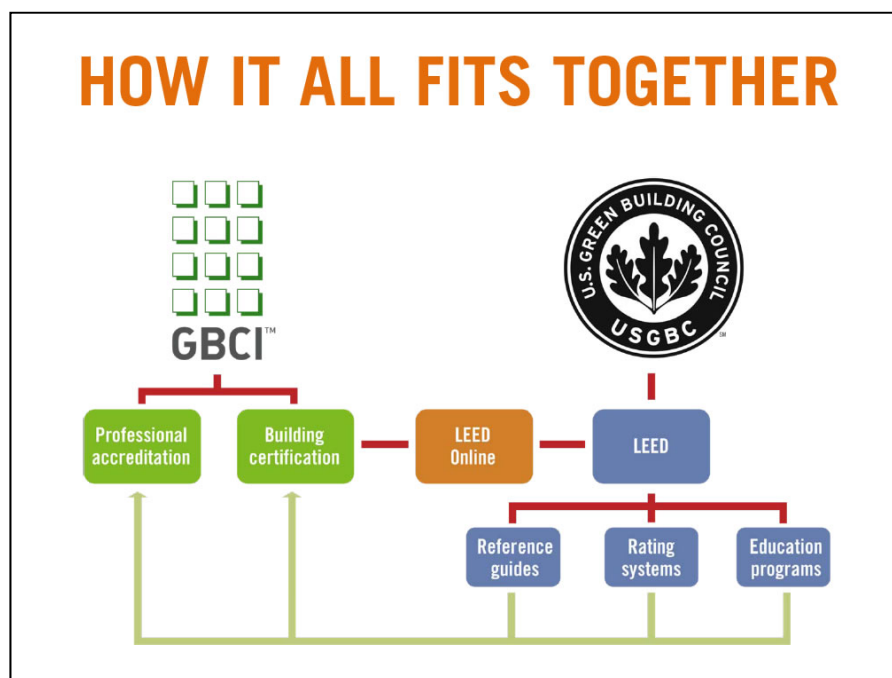 HOW IT ALL FITS TOGETHER
GBCI™
U.S. GREEN BUILDING COUNCIL
USGBC
SM
Professional
accreditation
Building
certification
LEED
Online
LEED
Reference
guides
Rating
systems
Education
programs